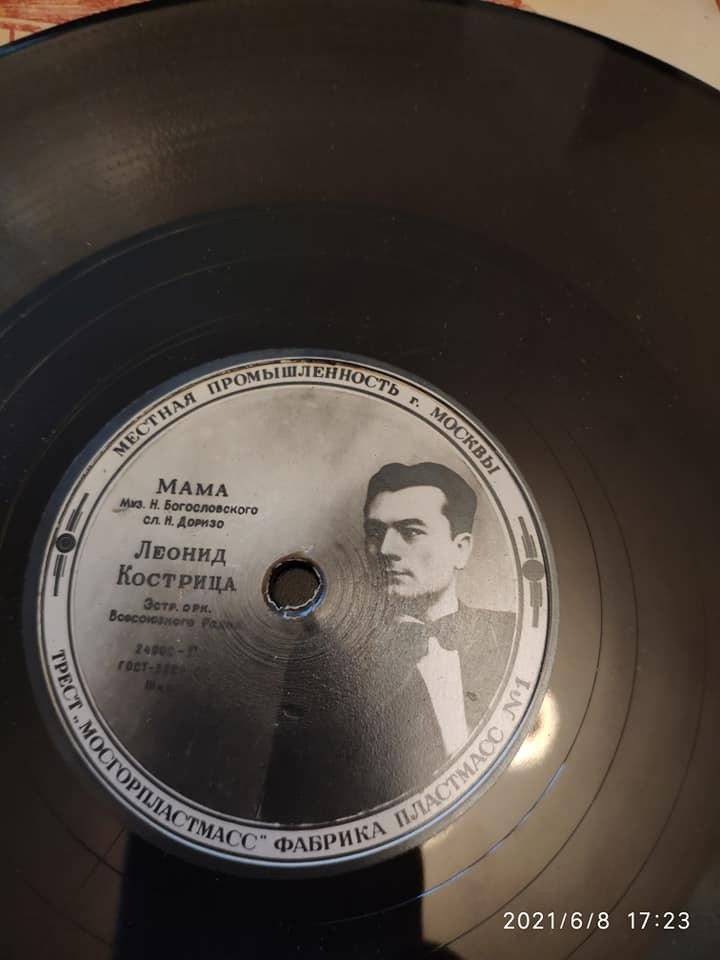 МЕСТНАЯ ПРОМЫШЛЕННОСТЬ г. МОСКВЫ
МАМА
Муз. Н. Богословского
сл. Н. Доризо
ЛЕОНИД
КОСТРИЦА
Эстр. орк.
Всесоюзного
ТРЕСТ „МОСГОРПЛАСТМАСС" ФАБРИКА ПЛАСТМАСС №1
2021/6/8 17:23